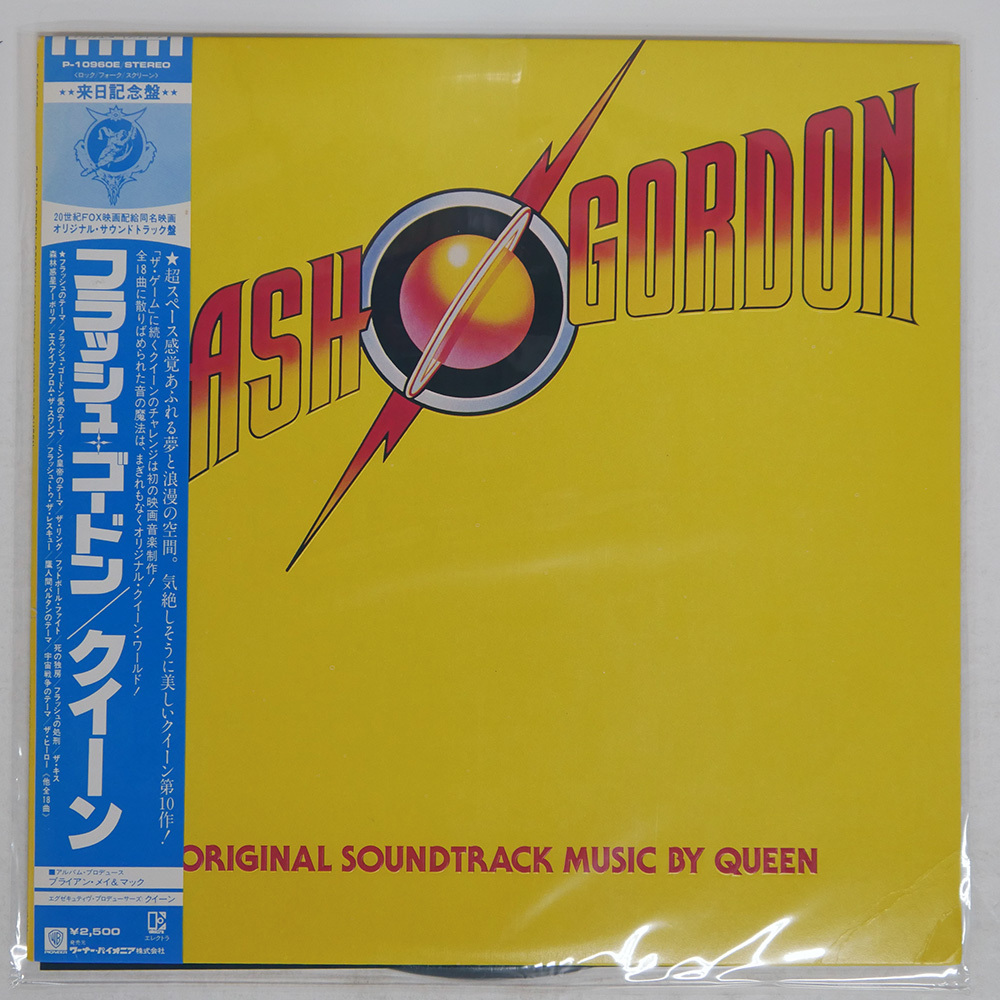 P-10960E STEREO
〈ロック/フォーク/スクリーン〉
★★来日記念盤★★
20世紀FOX映画配給同名映画
オリジナル・サウンドトラック盤
★超スペース感覚あふれる夢と浪漫の空間。気絶しそうに美しいクイーン第10作!
「ザ・ゲーム」に続くクイーンのチャレンジは初の映画音楽制作!
全18曲に散りばめられた音の魔法は、まぎれもなくオリジナル・クイーン・ワールド!
フラッシュ・ゴードン/クイーン
★フラッシュのテーマ/フラッシュ・ゴードン愛のテーマ/ミン皇帝のテーマ/ザ・リング/フットボール・ファイト/死の独房/フラッシュの処刑/ザ・キス
森林惑星アーボリア/エスケイプ・フロム・ザ・スワンプ/フラッシュ・トゥ・ザ・レスキュー/鷹人間バルタンのテーマ/宇宙戦争のテーマ/ザ・ヒーロー〈他全18曲〉
■アルバム・プロデュース
ブライアン・メイ&マック
エグゼキュティヴ・プロデューサーズ:クイーン
¥2,500
発売元
ワーナー・パイオニア株式会社
PIONEER
エレクトラ
ASH GORDON
ORIGINAL SOUNDTRACK MUSIC BY QUEEN